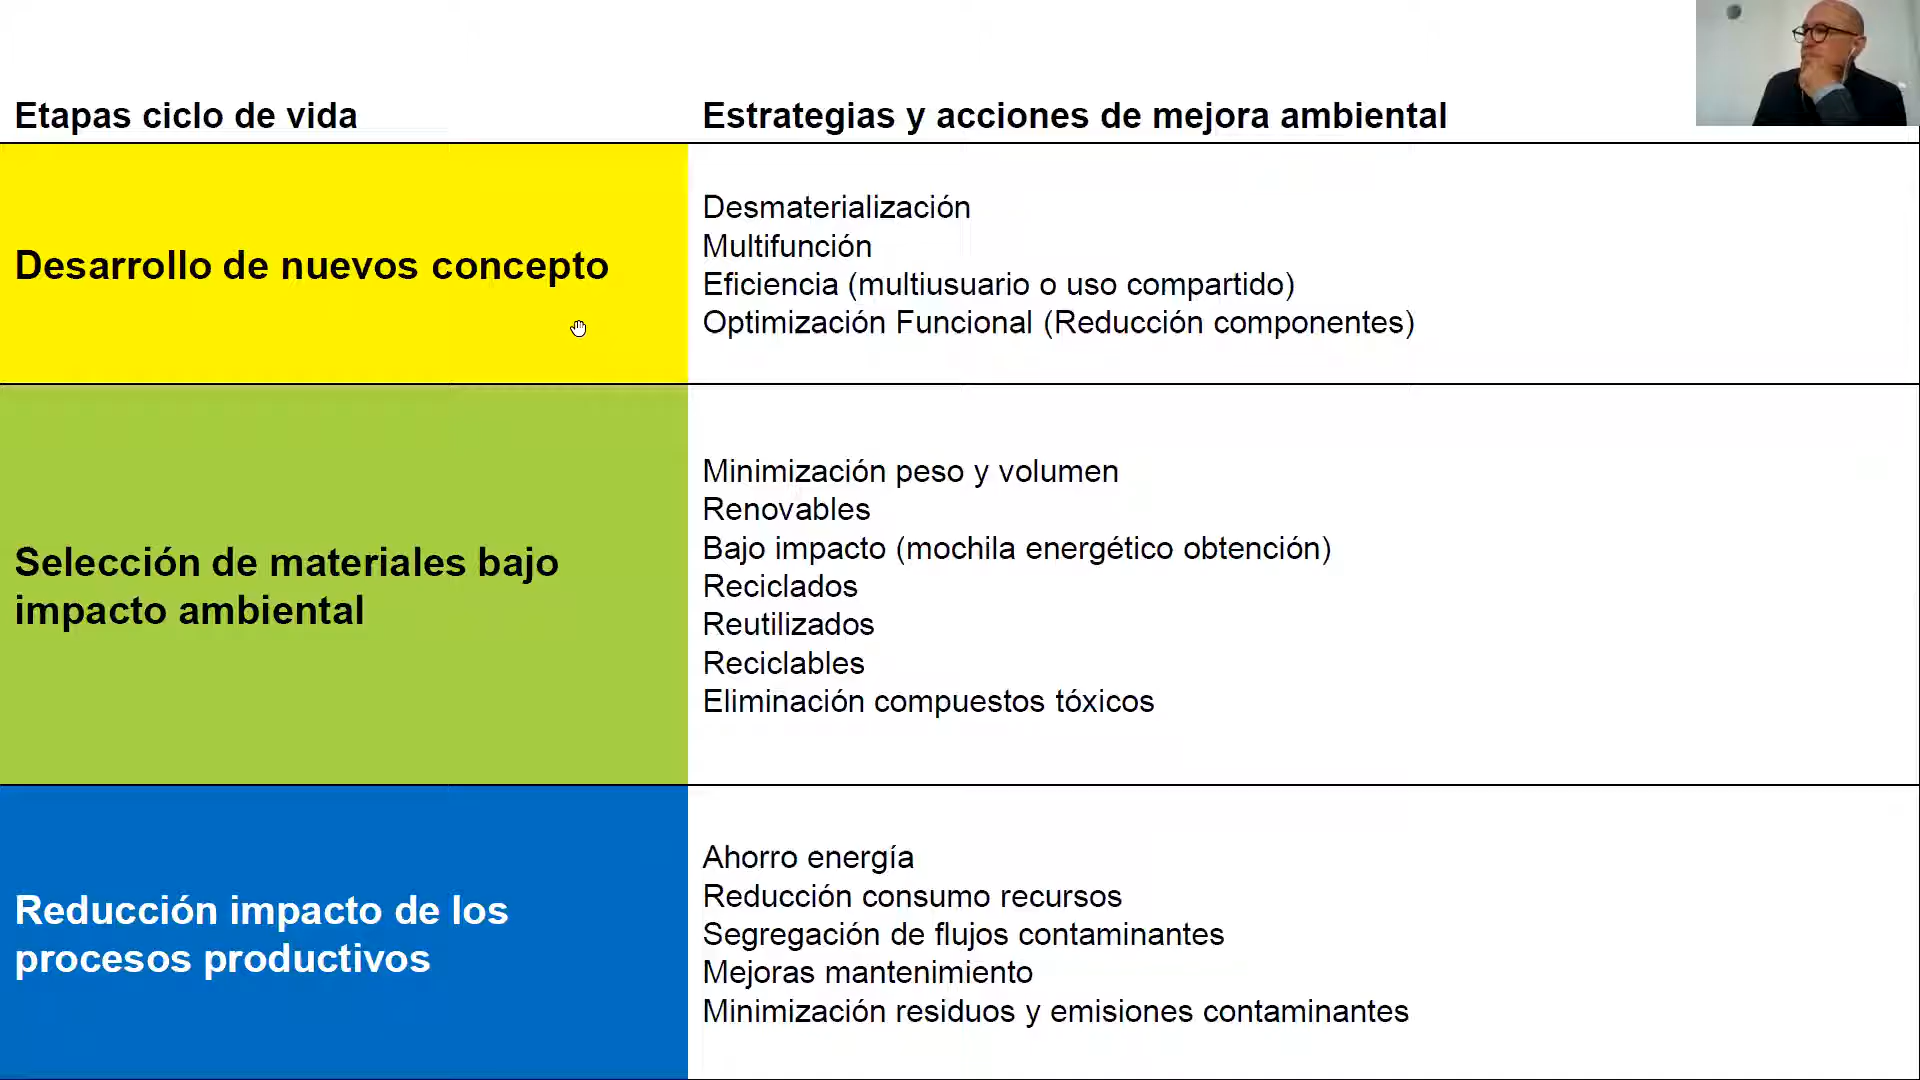 Etapas ciclo de vida
Estrategias y acciones de mejora ambiental
Desarrollo de nuevos concepto
Desmaterialización
Multifunción
Eficiencia (multiusuario o uso compartido)
Optimización Funcional (Reducción componentes)
Selección de materiales bajo
impacto ambiental
Minimización peso y volumen
Renovables
Bajo impacto (mochila energético obtención)
Reciclados
Reutilizados
Reciclables
Eliminación compuestos tóxicos
Reducción impacto de los
procesos productivos
Ahorro energía
Reducción consumo recursos
Segregación de flujos contaminantes
Mejoras mantenimiento
Minimización residuos y emisiones contaminantes